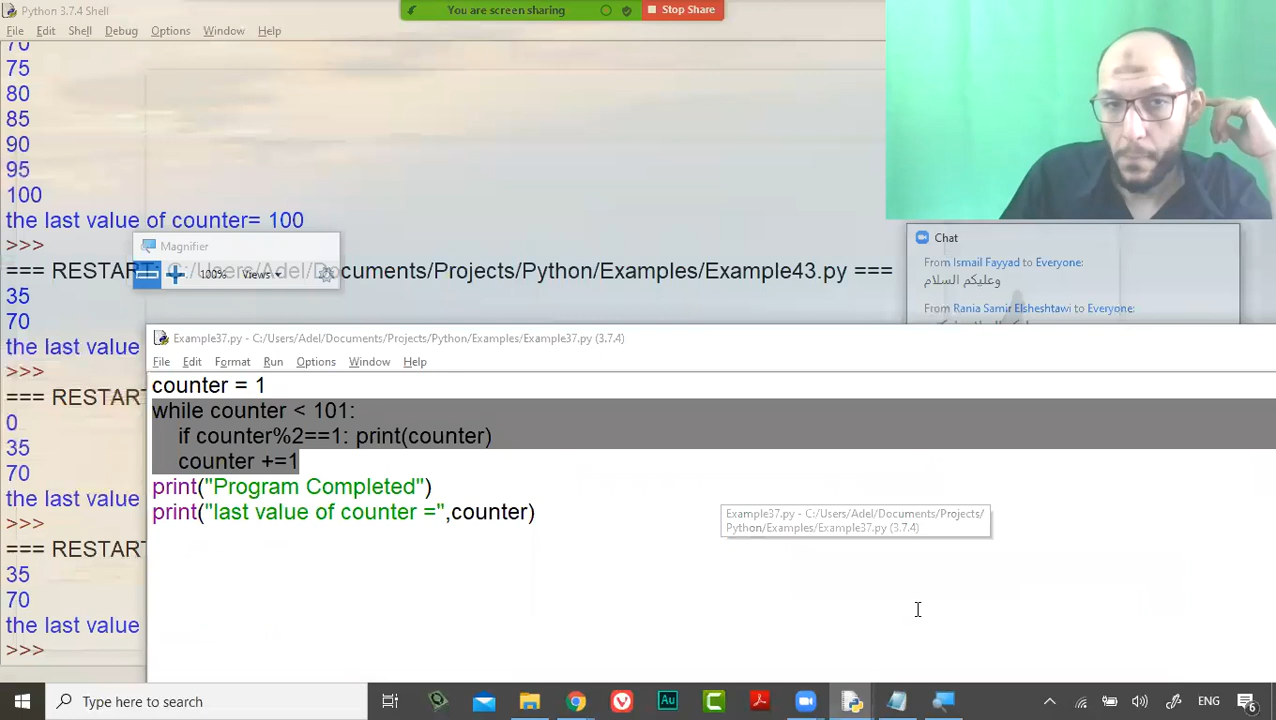 Python 3.7.4 Shell
You are screen sharing
Stop Share
File Edit Shell Debug Options Window Help
70
75
80
85
90
95
100
the last value of counter= 100
>>>
Magnifier
100% Views
=== RESTART: C:/Users/Adel/Documents/Projects/Python/Examples/Example43.py ===
35
70
the last value
>>>
=== RESTART
0
35
70
the last value
>>>
=== RESTART
35
70
the last value
>>>
Chat
From Ismail Fayyad to Everyone:
وعليكم السلام
From Rania Samir Elsheshtawi to Everyone:
Example37.py - C:/Users/Adel/Documents/Projects/Python/Examples/Example37.py (3.7.4)
File Edit Format Run Options Window Help
counter = 1
while counter < 101:
if counter%2==1: print(counter)
counter +=1
print("Program Completed")
print("last value of counter =",counter)
Example37.py - C:/Users/Adel/Documents/Projects/
Python/Examples/Example37.py (3.7.4)
Type here to search
Au
ENG
6